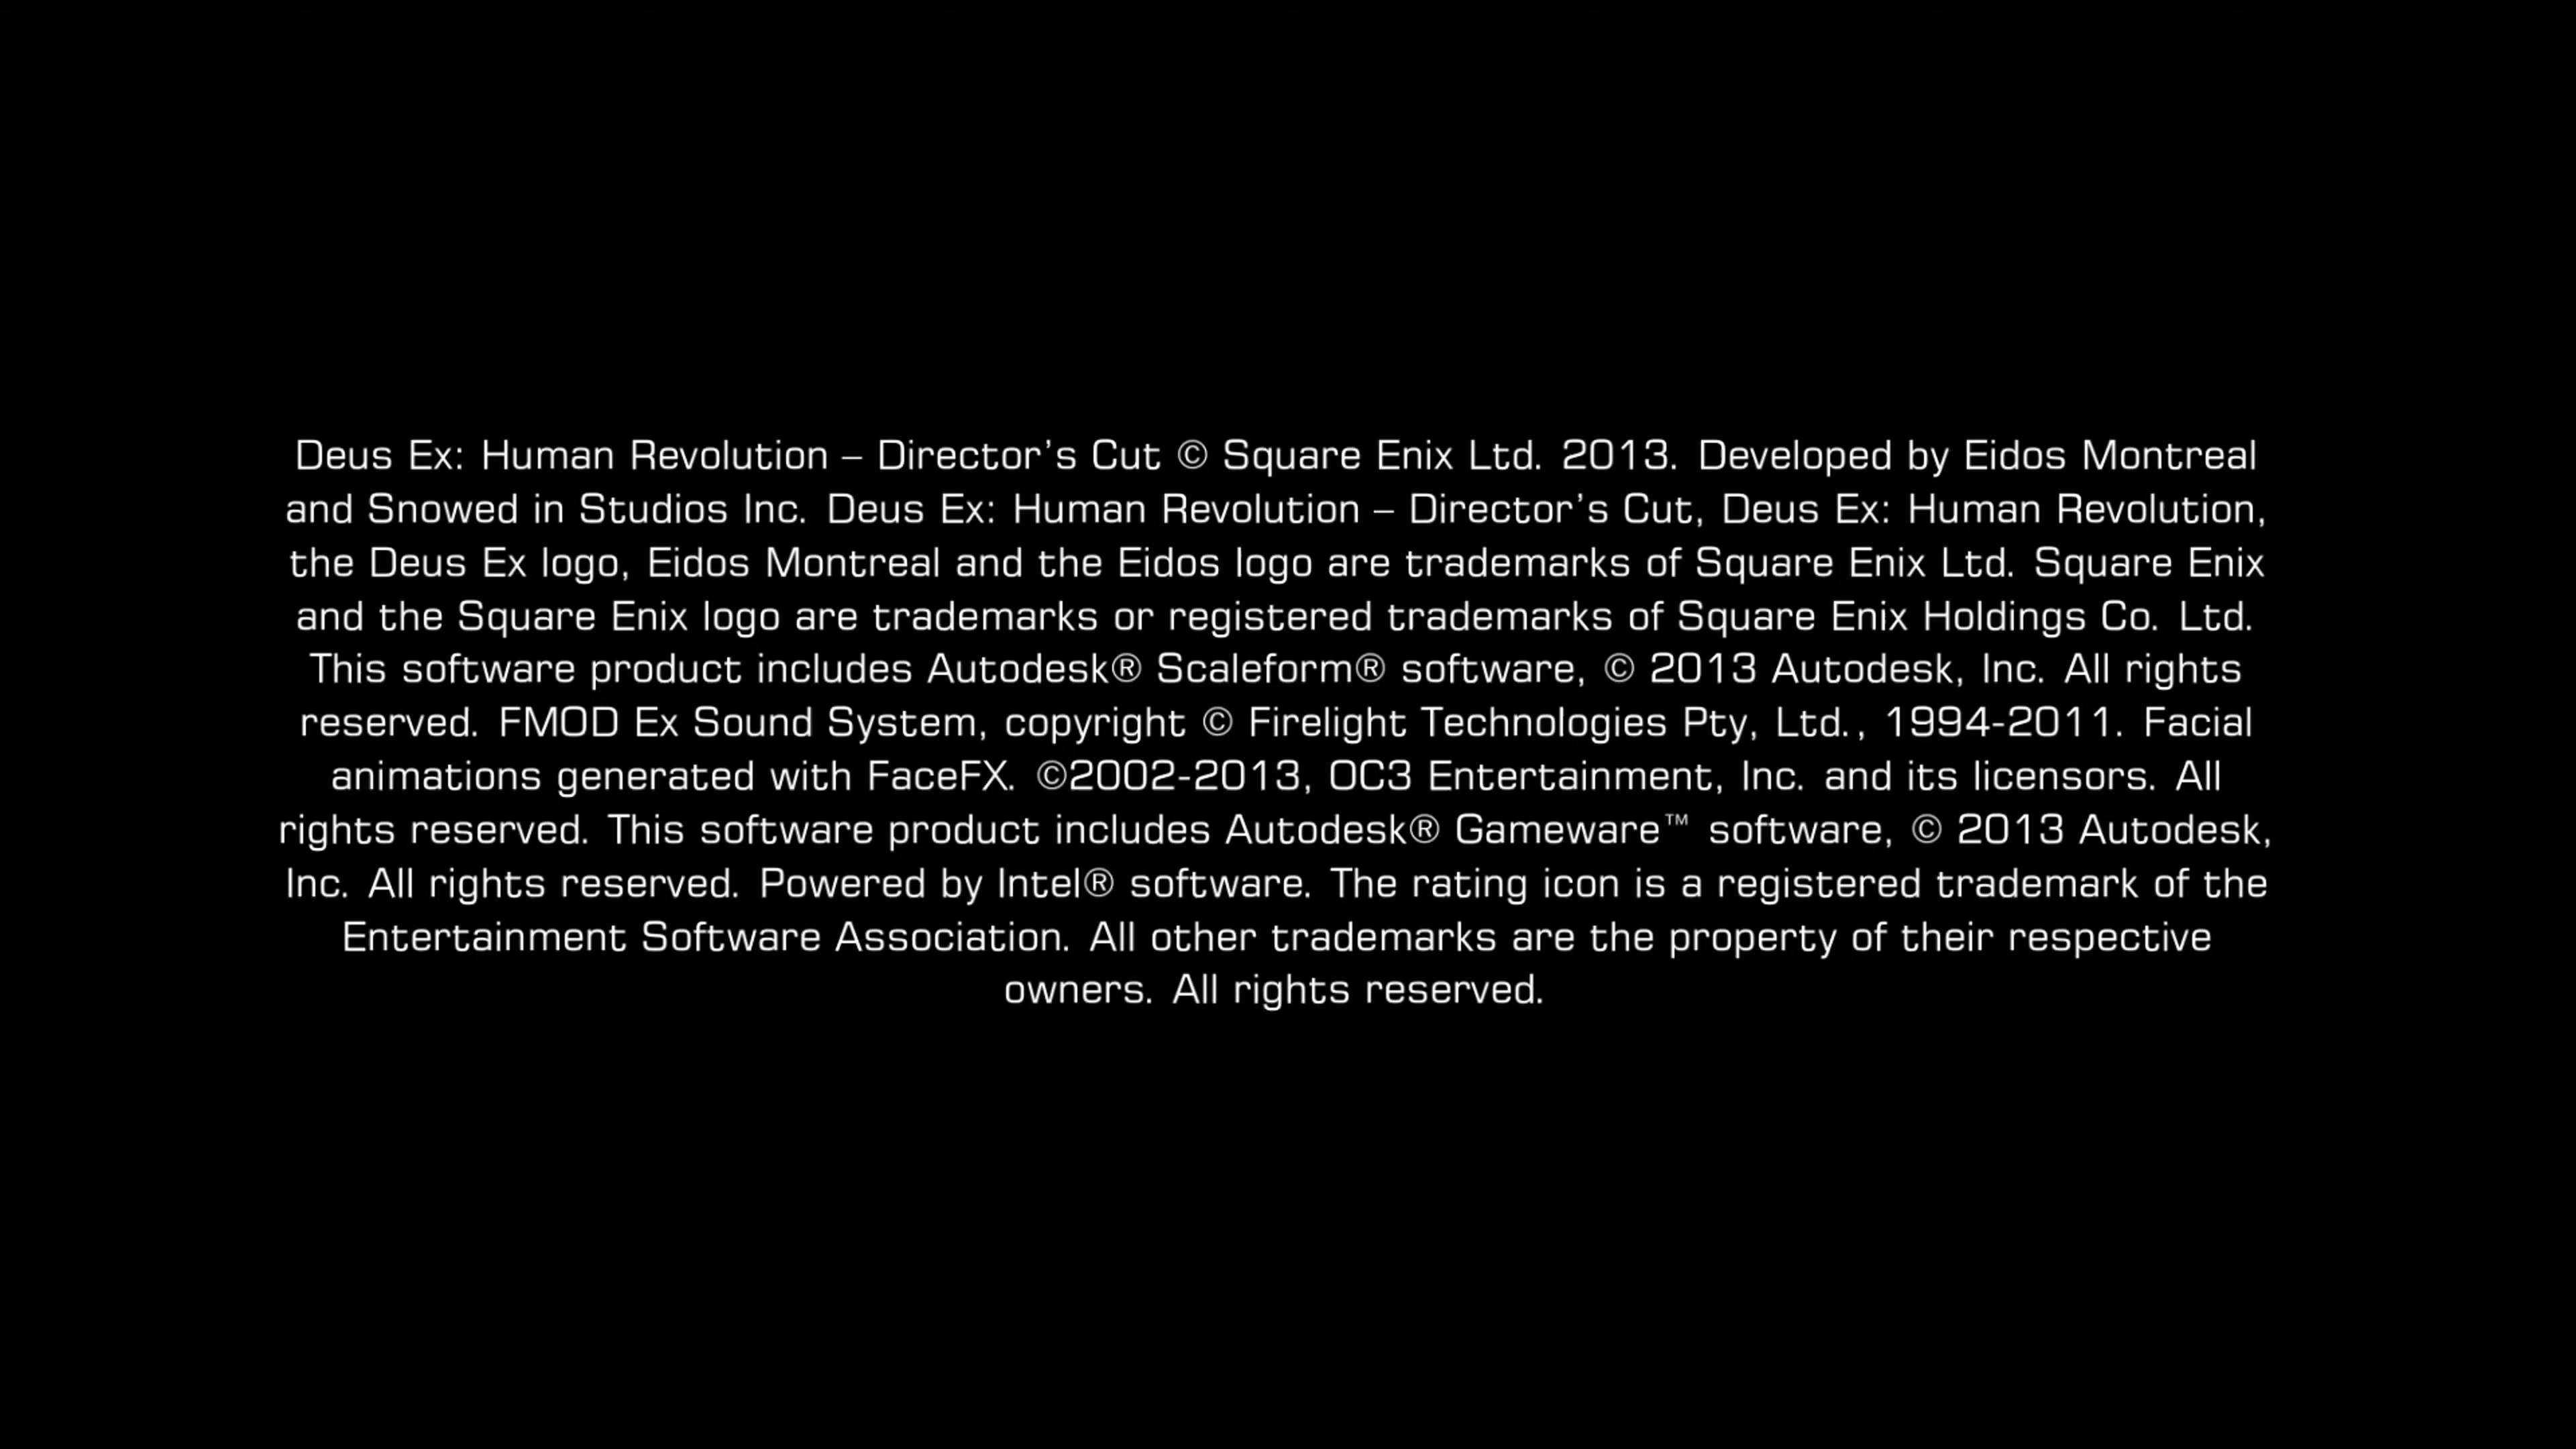 Deus Ex: Human Revolution – Director’s Cut © Square Enix Ltd. 2013. Developed by Eidos Montreal
and Snowed in Studios Inc. Deus Ex: Human Revolution – Director’s Cut, Deus Ex: Human Revolution,
the Deus Ex logo, Eidos Montreal and the Eidos logo are trademarks of Square Enix Ltd. Square Enix
and the Square Enix logo are trademarks or registered trademarks of Square Enix Holdings Co. Ltd.
This software product includes Autodesk® Scaleform® software, © 2013 Autodesk, Inc. All rights
reserved. FMOD Ex Sound System, copyright © Firelight Technologies Pty, Ltd., 1994-2011. Facial
animations generated with FaceFX. ©2002-2013, OC3 Entertainment, Inc. and its licensors. All
rights reserved. This software product includes Autodesk® Gameware™ software, © 2013 Autodesk,
Inc. All rights reserved. Powered by Intel® software. The rating icon is a registered trademark of the
Entertainment Software Association. All other trademarks are the property of their respective
owners. All rights reserved.